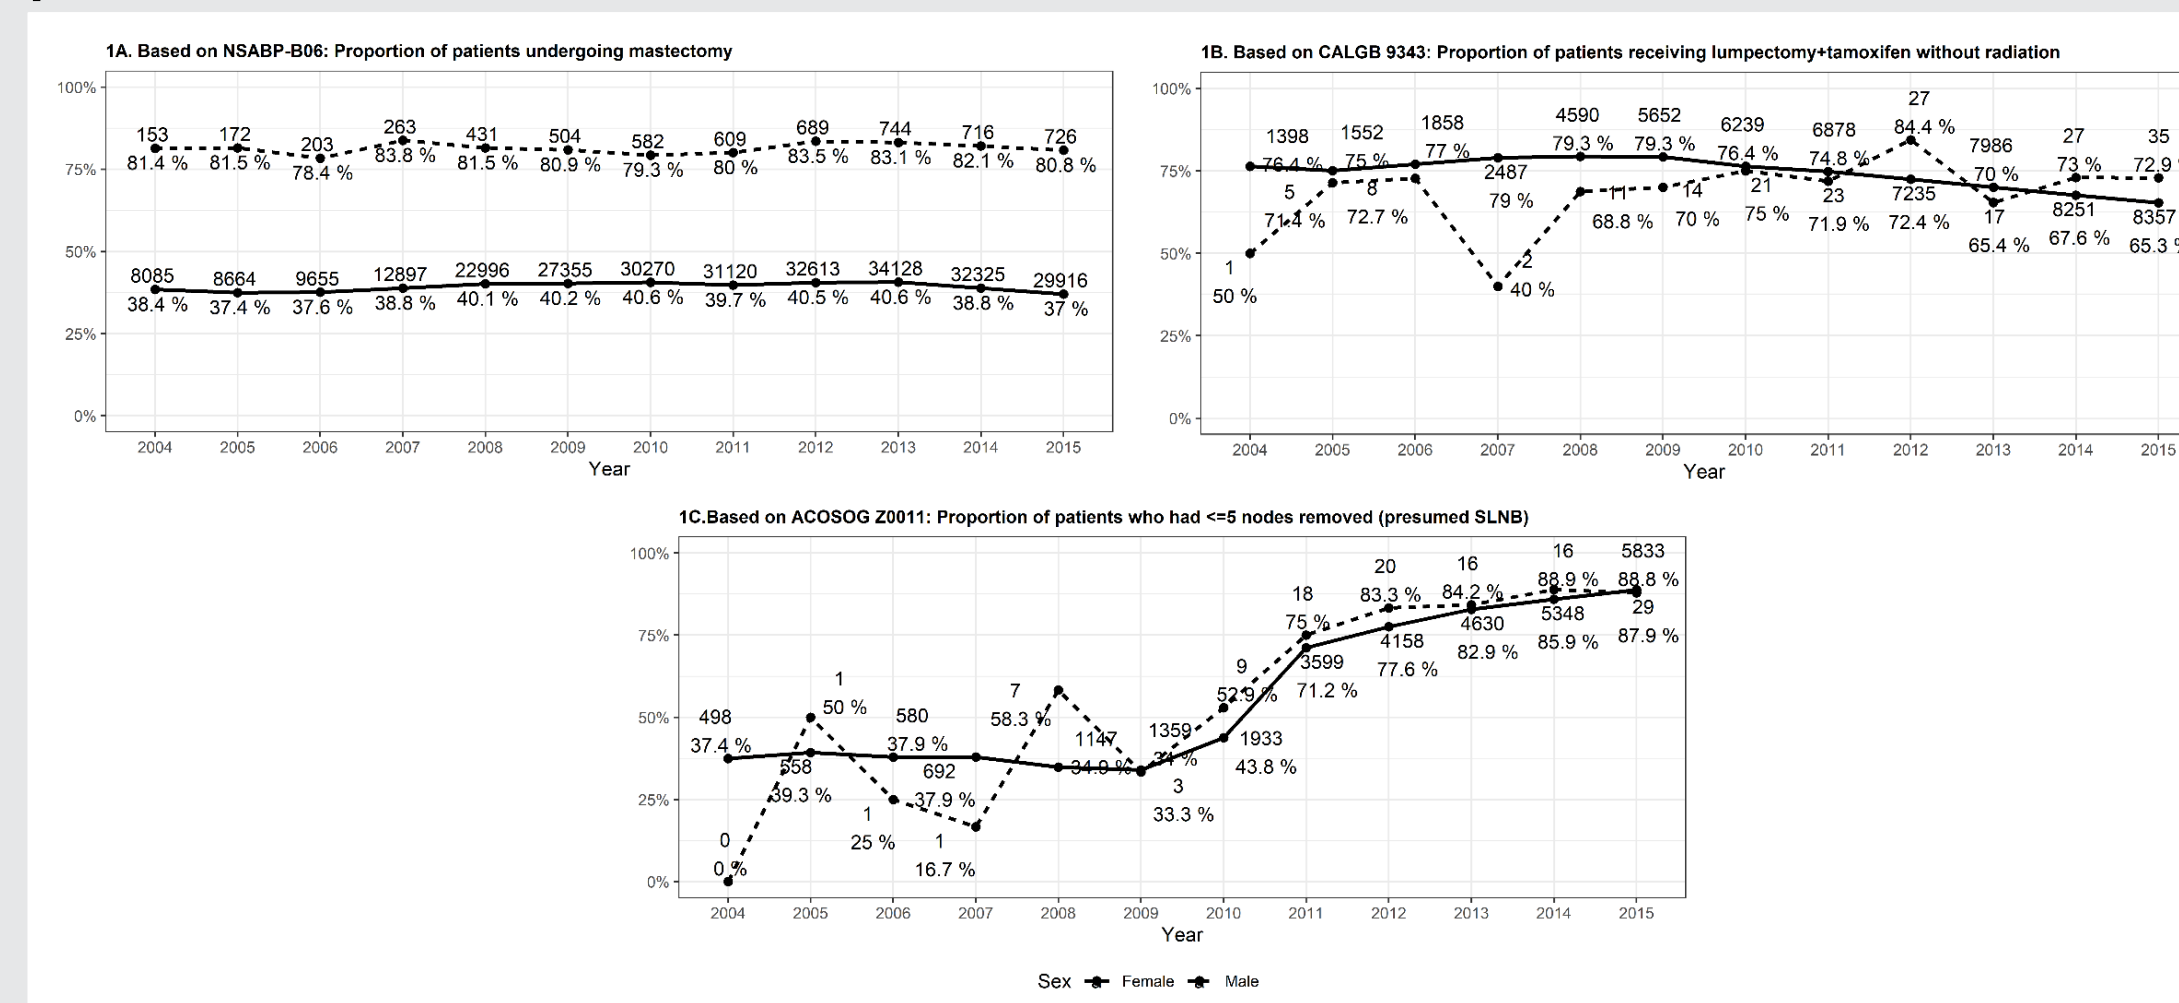 1A. Based on NSABP-B06: Proportion of patients undergoing mastectomy
100%
75%
50%
25%
0%
153 172 203 263 431 504 582 609 689 744 716 726
81.4 % 81.5 % 78.4 % 83.8 % 81.5 % 80.9 % 79.3 % 80 % 83.5 % 83.1 % 82.1 % 80.8 %
8085 8664 9655 12897 22996 27355 30270 31120 32613 34128 32325 29916
38.4 % 37.4 % 37.6 % 38.8 % 40.1 % 40.2 % 40.6 % 39.7 % 40.5 % 40.6 % 38.8 % 37 %
2004 2005 2006 2007 2008 2009 2010 2011 2012 2013 2014 2015
Year
1B. Based on CALGB 9343: Proportion of patients receiving lumpectomy+tamoxifen without radiation
100%
75%
50%
25%
0%
1398 1552 1858 2487 4590 5652 6239 6878 7235 7986 8251 8357
76.4 % 75 % 77 % 79 % 79.3 % 79.3 % 76.4 % 74.8 % 72.4 % 70 % 67.6 % 65.3 %
1 5 8 2 11 14 21 23 27 17 27 35
50 % 71.4 % 72.7 % 40 % 68.8 % 70 % 75 % 71.9 % 84.4 % 65.4 % 73 % 72.9
2004 2005 2006 2007 2008 2009 2010 2011 2012 2013 2014 2015
Year
1C.Based on ACOSOG Z0011: Proportion of patients who had <=5 nodes removed (presumed SLNB)
100%
75%
50%
25%
0%
498 558 580 692 1147 1359 1933 3599 4158 4630 5348 5833
37.4 % 39.3 % 37.9 % 37.9 % 34.9 % 34 % 43.8 % 71.2 % 77.6 % 82.9 % 85.9 % 88.8 %
0 1 1 1 7 3 9 18 20 16 16 29
0 % 50 % 25 % 16.7 % 58.3 % 33.3 % 52.9 % 75 % 83.3 % 84.2 % 88.9 % 87.9 %
2004 2005 2006 2007 2008 2009 2010 2011 2012 2013 2014 2015
Year
Sex Female Male